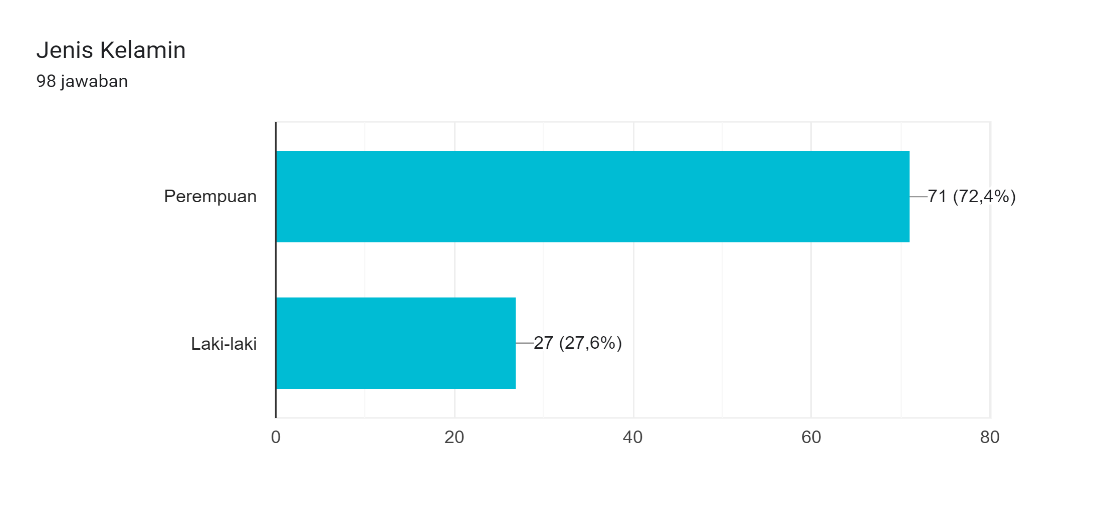 Jenis Kelamin
98 jawaban
Perempuan
71 (72,4%)
Laki-laki
27 (27,6%)
0 20 40 60 80